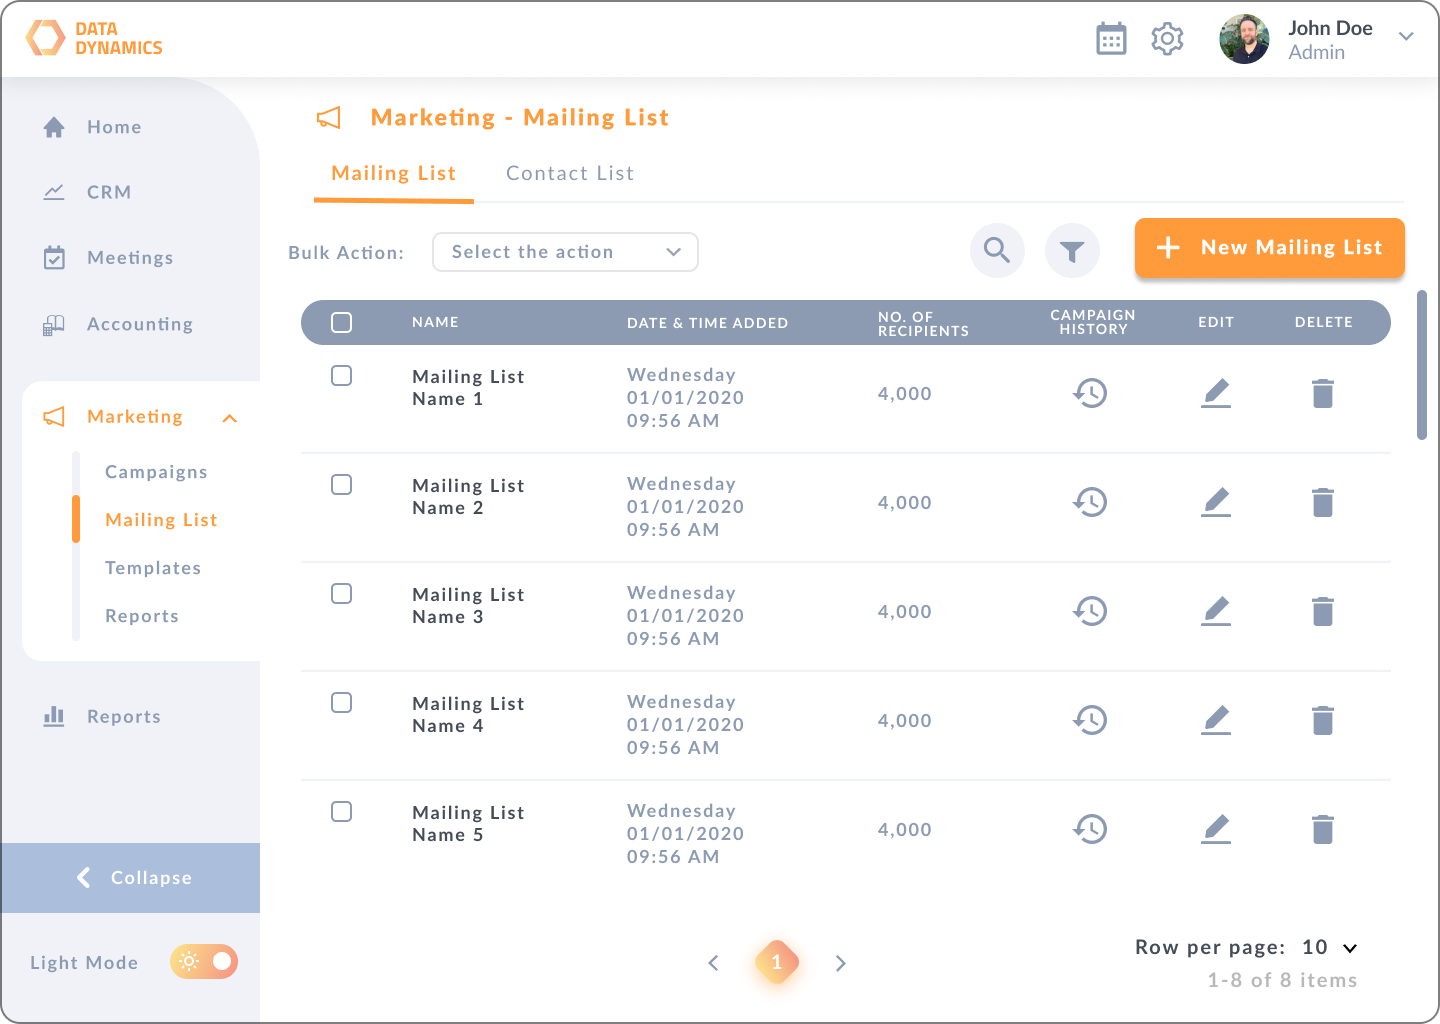 DATA
DYNAMICS
John Doe
Admin
Home
CRM
Meetings
Accounting
Marketing
Campaigns
Mailing List
Templates
Reports
Reports
Collapse
Light Mode
Marketing - Mailing List
Mailing List
Contact List
Bulk Action:
Select the action
New Mailing List
NAME
DATE & TIME ADDED
NO. OF
RECIPIENTS
CAMPAIGN
HISTORY
EDIT
DELETE
Mailing List
Name 1
Wednesday
01/01/2020
09:56 AM
4,000
Mailing List
Name 2
Wednesday
01/01/2020
09:56 AM
4,000
Mailing List
Name 3
Wednesday
01/01/2020
09:56 AM
4,000
Mailing List
Name 4
Wednesday
01/01/2020
09:56 AM
4,000
Mailing List
Name 5
Wednesday
01/01/2020
09:56 AM
4,000
1
Row per page: 10
1-8 of 8 items